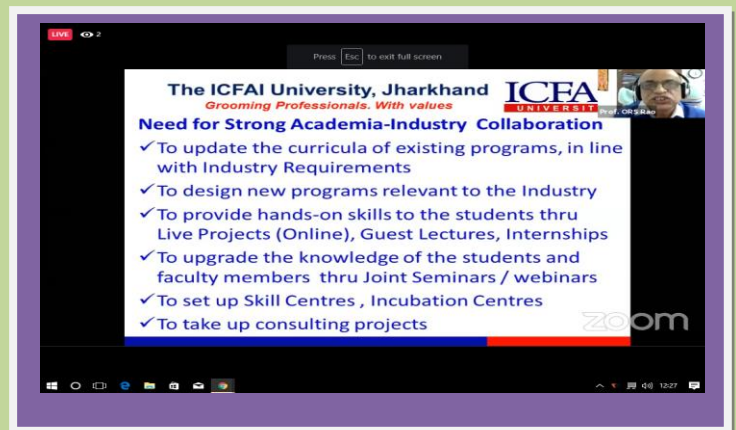 LIVE 2
Press Esc to exit full screen
The ICFAI University, Jharkhand
Grooming Professionals. With values
ICFA
UNIVERSIT
Prof. ORS Rao
Need for Strong Academia-Industry Collaboration
✓ To update the curricula of existing programs, in line
with Industry Requirements
✓ To design new programs relevant to the Industry
✓ To provide hands-on skills to the students thru
Live Projects (Online), Guest Lectures, Internships
✓ To upgrade the knowledge of the students and
faculty members thru Joint Seminars / webinars
✓ To set up Skill Centres , Incubation Centres
✓ To take up consulting projects
zoom
12:27